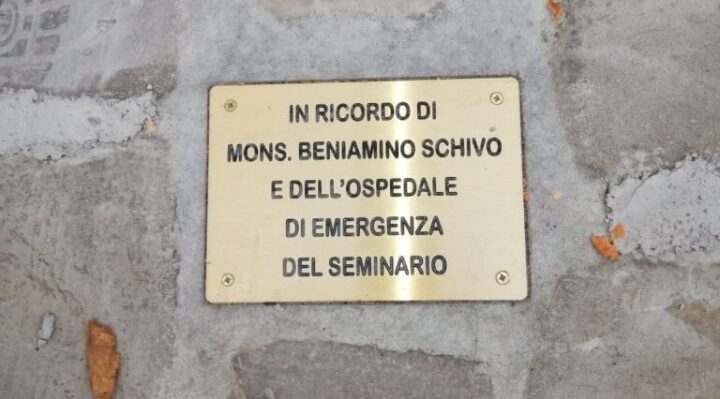 IN RICORDO DI
MONS. BENIAMINO SCHIVO
E DELL'OSPEDALE
DI EMERGENZA
DEL SEMINARIO